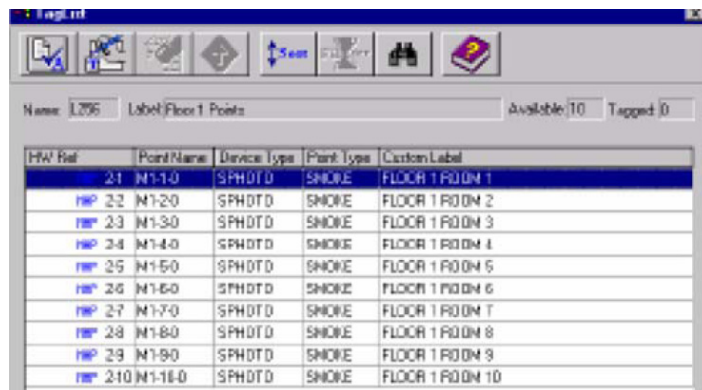 TagList
Sort
Name: L256 Label: Floor 1 Points Available: 10 Tagged: 0
HW Ref Point Name Device Type Point Type Custom Label
2-1 M1-1-0 SPHOTO SMOKE FLOOR 1 ROOM 1
2-2 M1-2-0 SPHOTO SMOKE FLOOR 1 ROOM 2
2-3 M1-3-0 SPHOTO SMOKE FLOOR 1 ROOM 3
2-4 M1-4-0 SPHOTO SMOKE FLOOR 1 ROOM 4
2-5 M1-5-0 SPHOTO SMOKE FLOOR 1 ROOM 5
2-6 M1-6-0 SPHOTO SMOKE FLOOR 1 ROOM 6
2-7 M1-7-0 SPHOTO SMOKE FLOOR 1 ROOM 7
2-8 M1-8-0 SPHOTO SMOKE FLOOR 1 ROOM 8
2-9 M1-9-0 SPHOTO SMOKE FLOOR 1 ROOM 9
2-10 M1-10-0 SPHOTO SMOKE FLOOR 1 ROOM 10